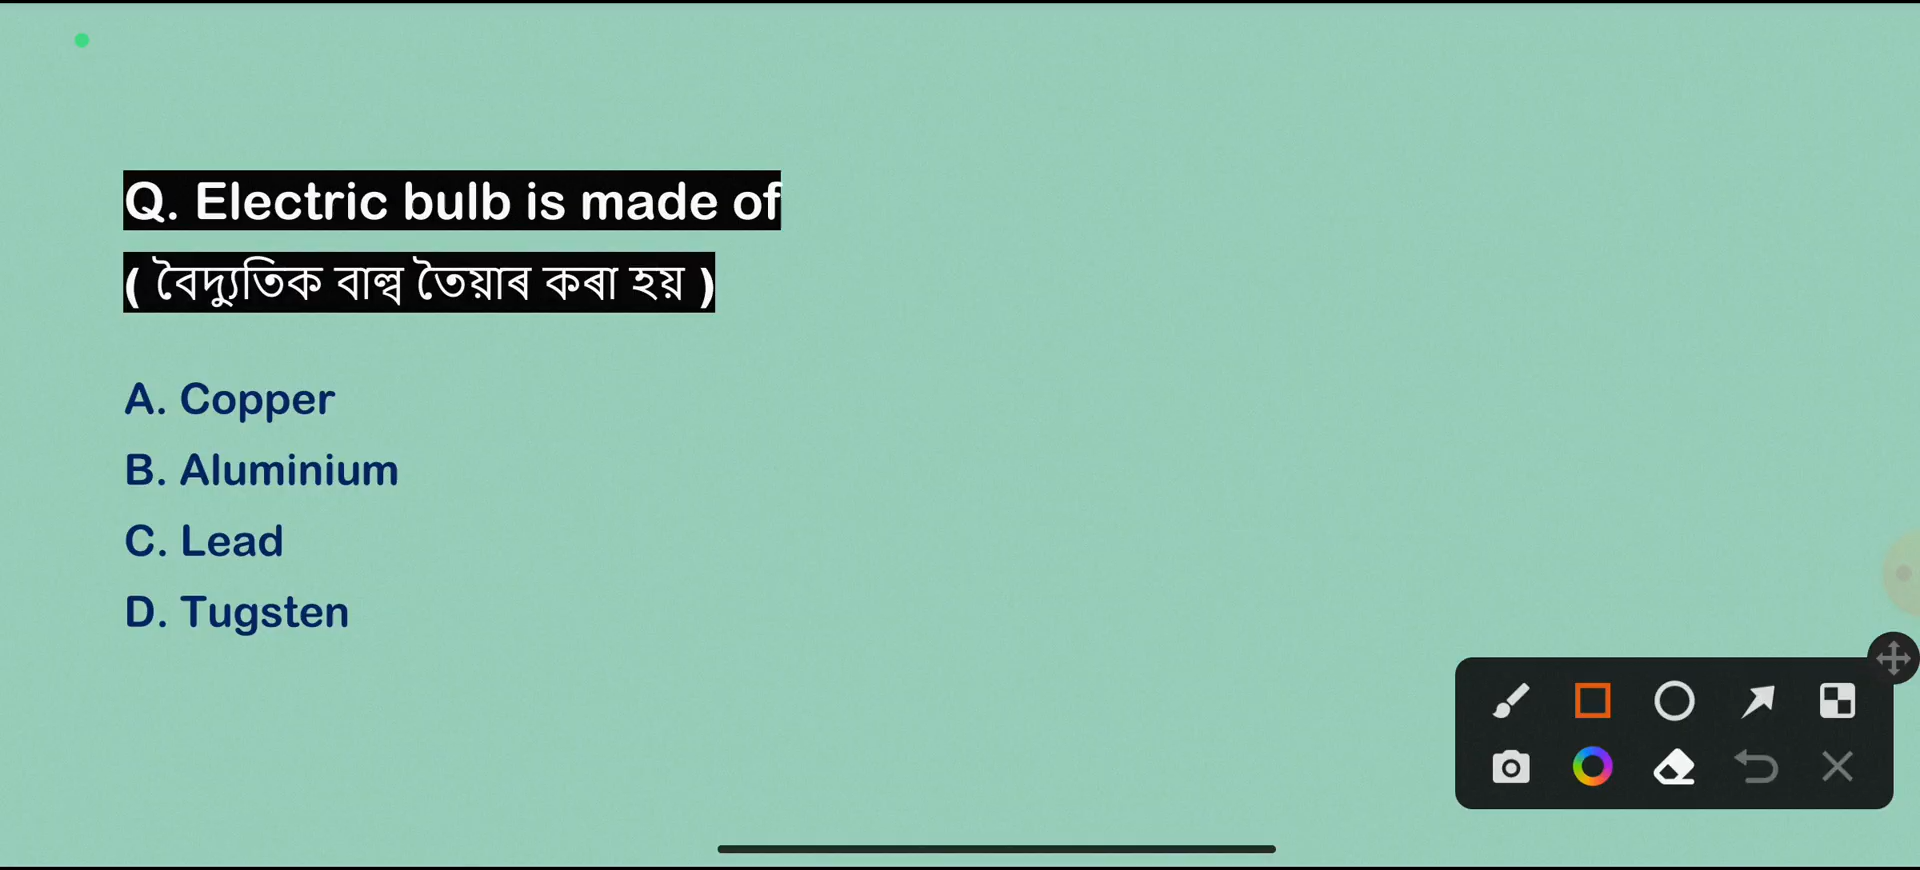 Q. Electric bulb is made of
( বৈদ্যুতিক বাল্ব তৈয়াৰ কৰা হয় )
A. Copper
B. Aluminium
C. Lead
D. Tugsten